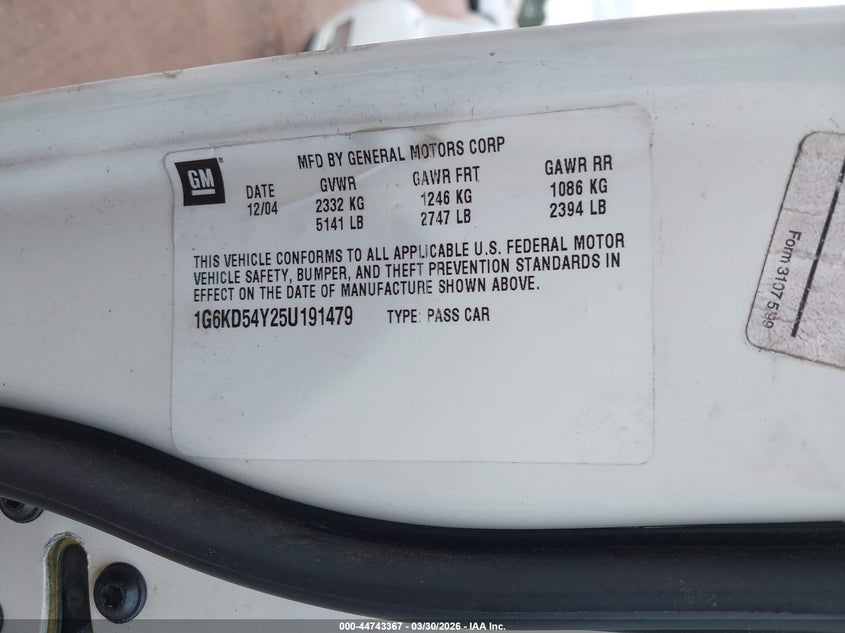 GM
MFD BY GENERAL MOTORS CORP
DATE GVWR GAWR FRT GAWR RR
12/04 2332 KG 1246 KG 1086 KG
5141 LB 2747 LB 2394 LB
THIS VEHICLE CONFORMS TO ALL APPLICABLE U.S. FEDERAL MOTOR
VEHICLE SAFETY, BUMPER, AND THEFT PREVENTION STANDARDS IN
EFFECT ON THE DATE OF MANUFACTURE SHOWN ABOVE.
1G6KD54Y25U191479 TYPE: PASS CAR
Form 3107 5/99
000-44743367 - 03/30/2026 - IAA Inc.